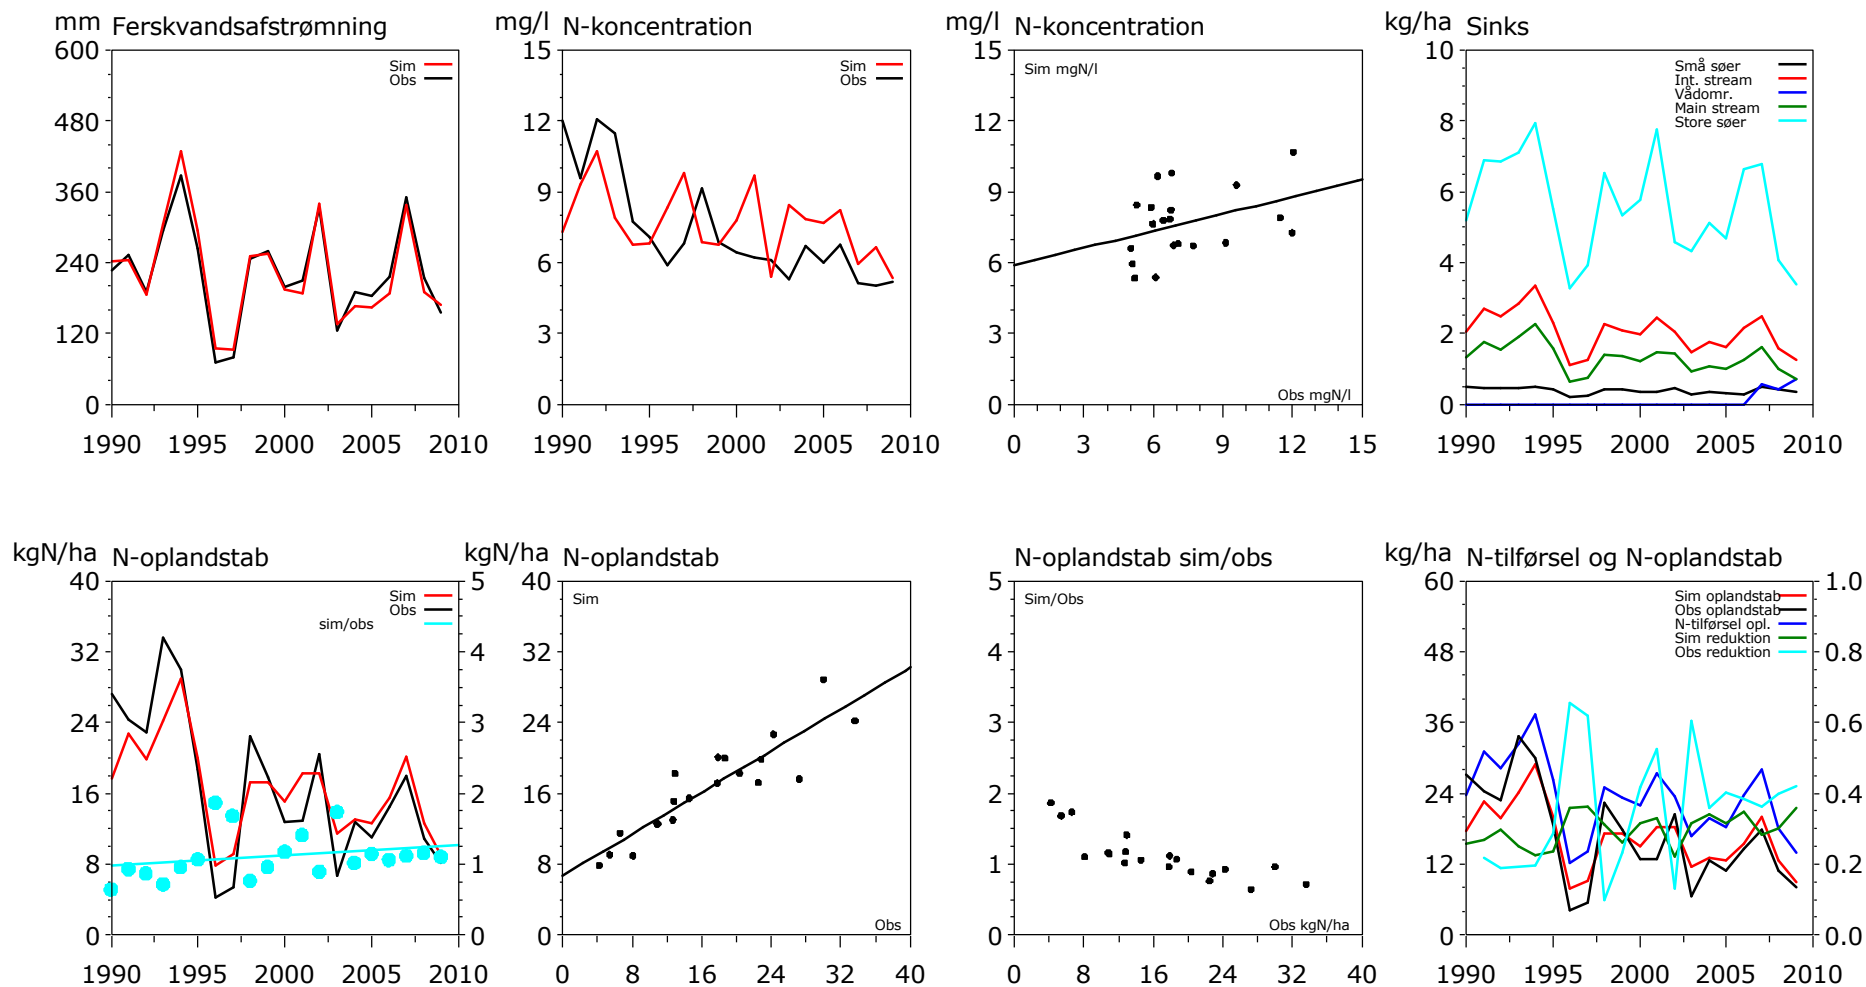 mm Ferskvandsafstrømning
600
480
360
240
120
0
Sim
Obs
1990 1995 2000 2005 2010
mg/l N-koncentration
15
12
9
6
3
0
Sim
Obs
1990 1995 2000 2005 2010
mg/l N-koncentration
15
12
9
6
3
0
Sim mgN/l
Obs mgN/l
0 3 6 9 12 15
kg/ha Sinks
10
8
6
4
2
0
Små søer
Int. stream
Vådomr.
Main stream
Store søer
1990 1995 2000 2005 2010
kgN/ha N-oplandstab
40
32
24
16
8
0
Sim
Obs
sim/obs
5
4
3
2
1
0
1990 1995 2000 2005 2010
kgN/ha N-oplandstab
40
32
24
16
8
0
Sim
Obs
0 8 16 24 32 40
N-oplandstab sim/obs
5
4
3
2
1
0
Sim/Obs
Obs kgN/ha
0 8 16 24 32 40
kg/ha N-tilførsel og N-oplandstab
60
48
36
24
12
0
Sim oplandstab
Obs oplandstab
N-tilførsel opl.
Sim reduktion
Obs reduktion
1.0
0.8
0.6
0.4
0.2
0.0
1990 1995 2000 2005 2010